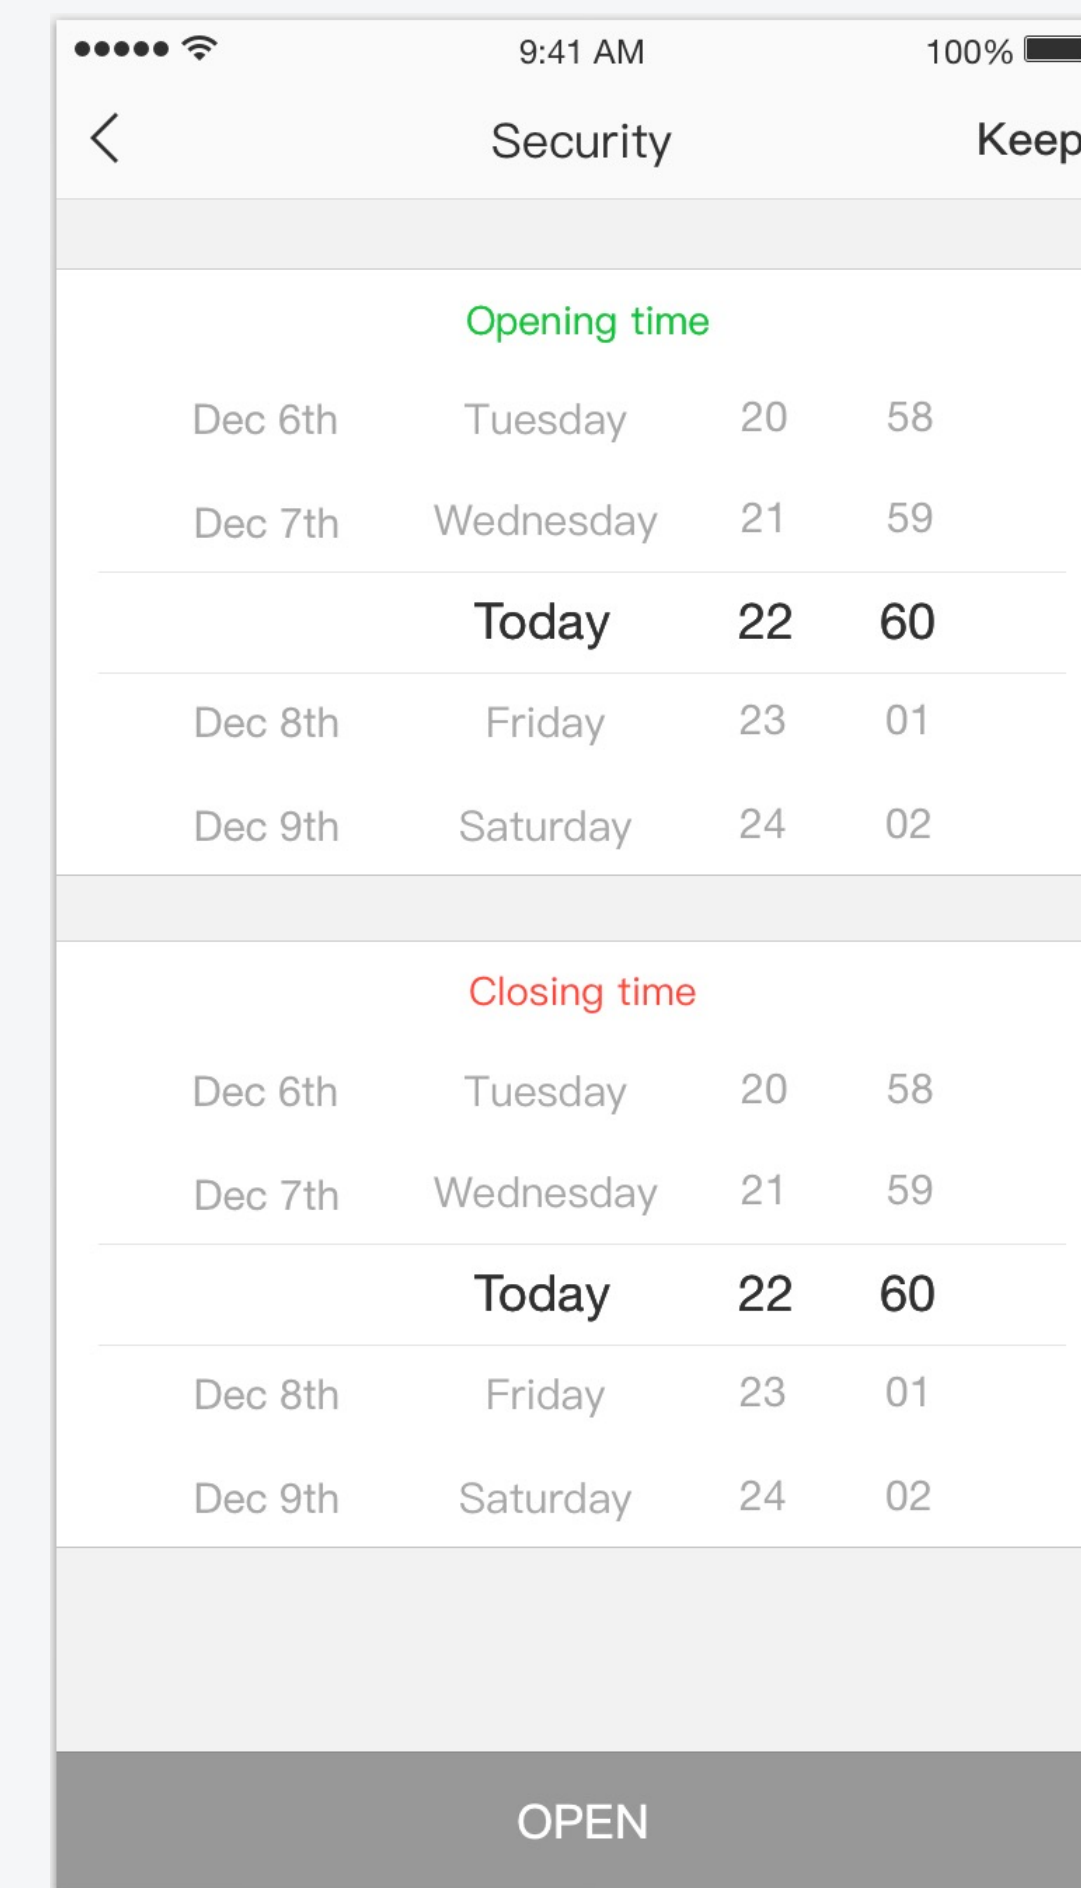 9:41 AM 100%
Security Keep
Opening time
Dec 6th Tuesday 20 58
Dec 7th Wednesday 21 59
Today 22 60
Dec 8th Friday 23 01
Dec 9th Saturday 24 02
Closing time
Dec 6th Tuesday 20 58
Dec 7th Wednesday 21 59
Today 22 60
Dec 8th Friday 23 01
Dec 9th Saturday 24 02
OPEN